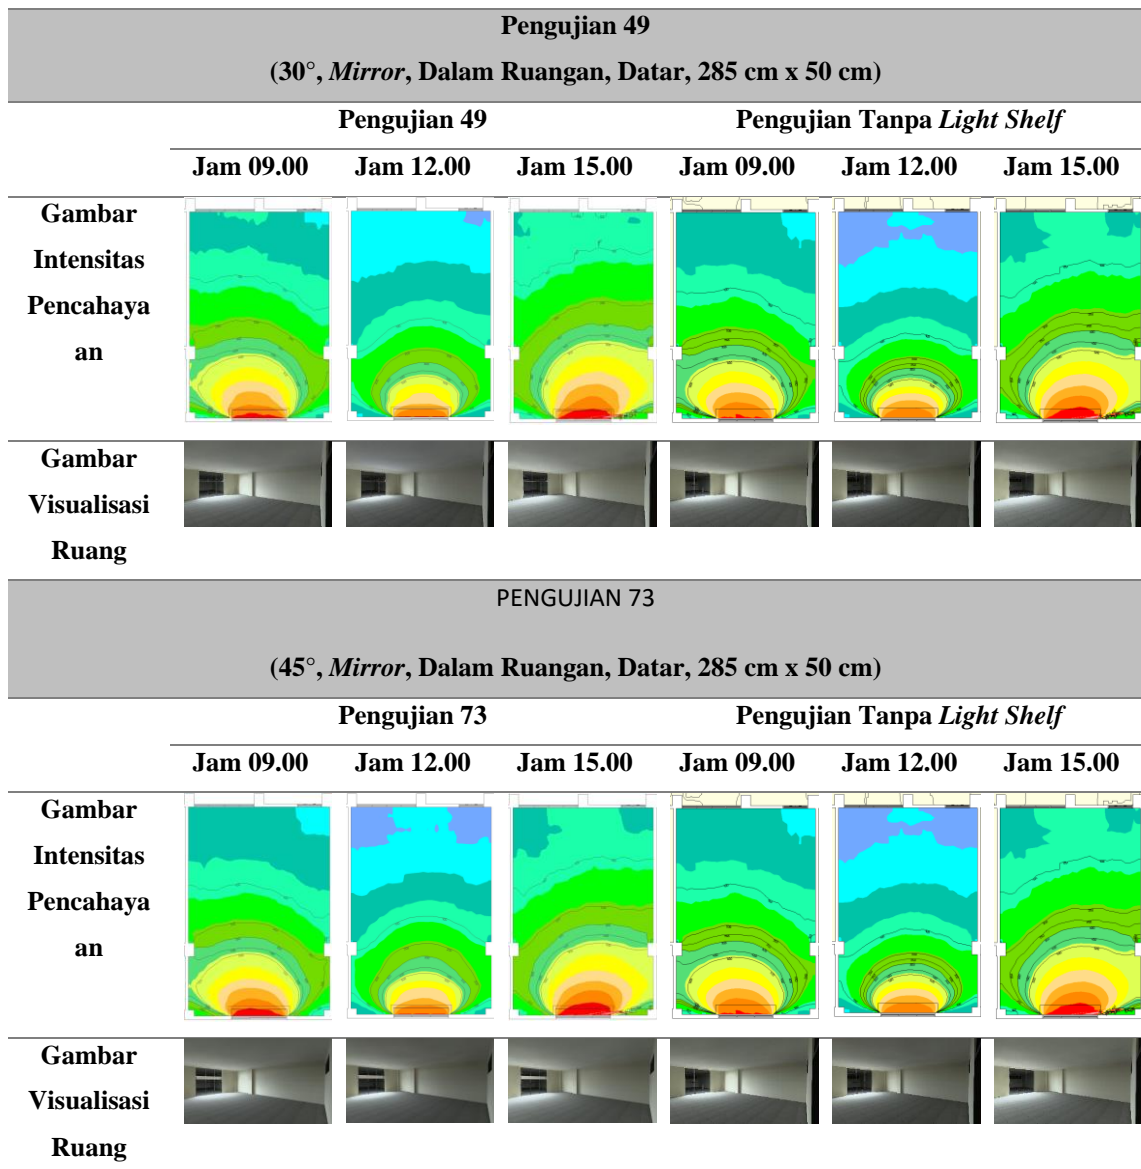 Pengujian 49
(30°, Mirror, Dalam Ruangan, Datar, 285 cm x 50 cm)
Pengujian 49 Pengujian Tanpa Light Shelf
Jam 09.00 Jam 12.00 Jam 15.00 Jam 09.00 Jam 12.00 Jam 15.00
Gambar
Intensitas
Pencahaya
an
Gambar
Visualisasi
Ruang
PENGUJIAN 73
(45°, Mirror, Dalam Ruangan, Datar, 285 cm x 50 cm)
Pengujian 73 Pengujian Tanpa Light Shelf
Jam 09.00 Jam 12.00 Jam 15.00 Jam 09.00 Jam 12.00 Jam 15.00
Gambar
Intensitas
Pencahaya
an
Gambar
Visualisasi
Ruang